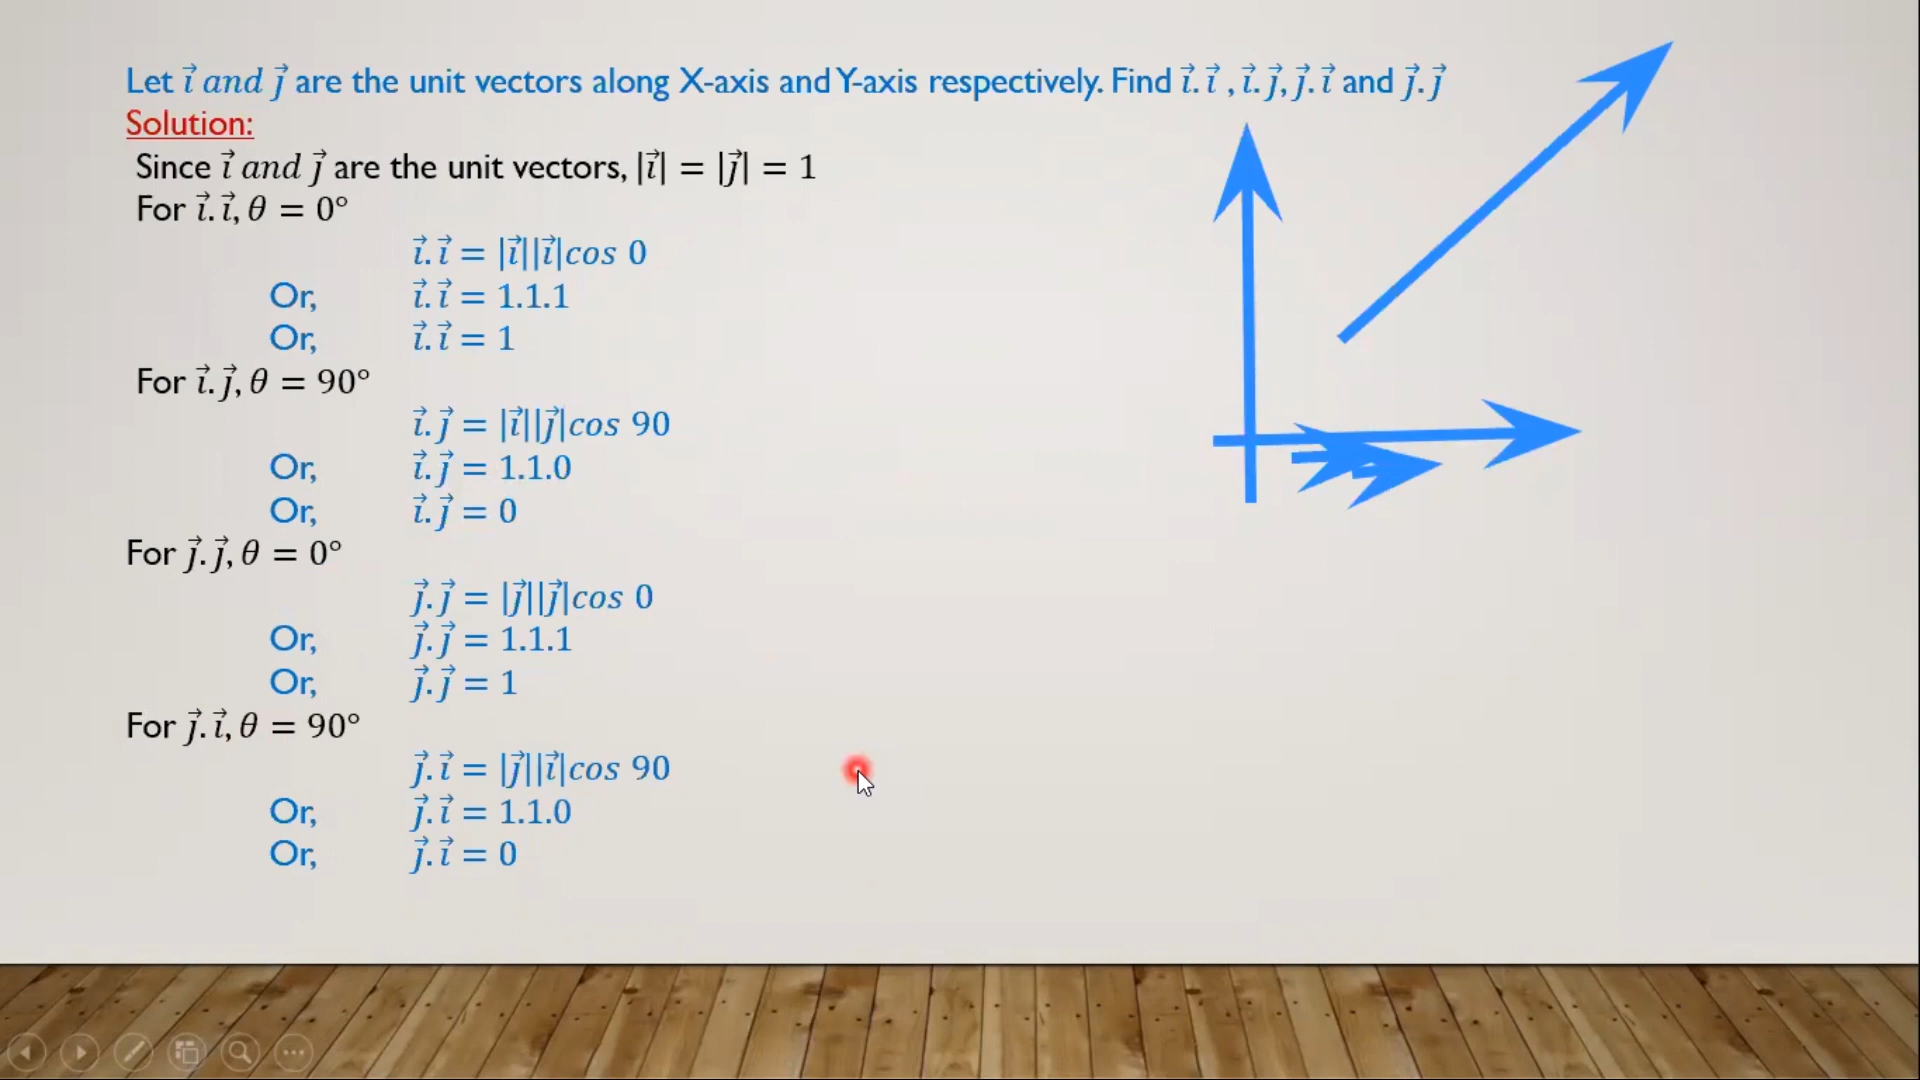 Let i⃗ and j⃗ are the unit vectors along X-axis and Y-axis respectively. Find i⃗.i⃗ , i⃗.j⃗, j⃗.i⃗ and j⃗.j⃗
Solution:
Since i⃗ and j⃗ are the unit vectors, |i⃗| = |j⃗| = 1
For i⃗.i⃗, θ = 0°
i⃗.i⃗ = |i⃗||i⃗|cos 0
Or, i⃗.i⃗ = 1.1.1
Or, i⃗.i⃗ = 1
For i⃗.j⃗, θ = 90°
i⃗.j⃗ = |i⃗||j⃗|cos 90
Or, i⃗.j⃗ = 1.1.0
Or, i⃗.j⃗ = 0
For j⃗.j⃗, θ = 0°
j⃗.j⃗ = |j⃗||j⃗|cos 0
Or, j⃗.j⃗ = 1.1.1
Or, j⃗.j⃗ = 1
For j⃗.i⃗, θ = 90°
j⃗.i⃗ = |j⃗||i⃗|cos 90
Or, j⃗.i⃗ = 1.1.0
Or, j⃗.i⃗ = 0